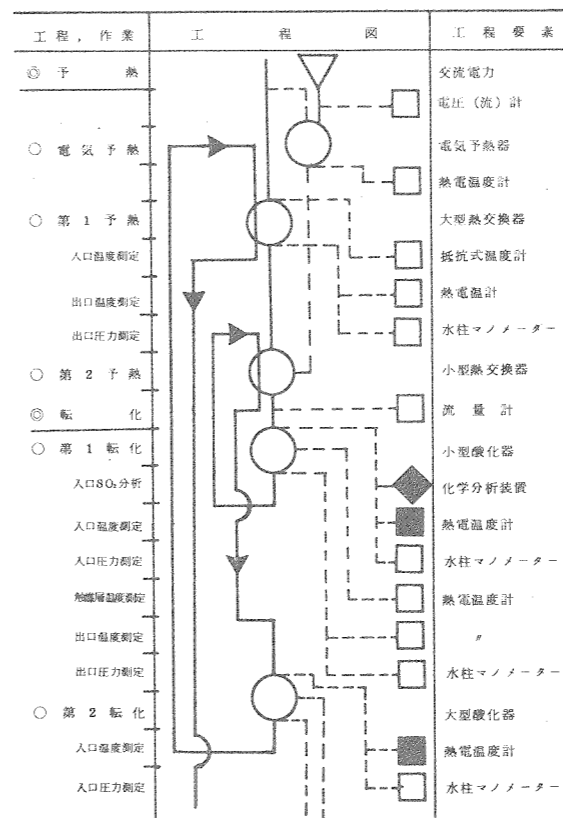 工程,作業 工程図 工程要素
◎ 予熱 交流電力
電圧(流)計
○ 電気予熱 電気予熱器
熱電温度計
○ 第1予熱 大型熱交換器
入口温度測定 抵抗式温度計
出口温度測定 熱電温計
出口圧力測定 水柱マノメーター
○ 第2予熱 小型熱交換器
◎ 転化 流量計
○ 第1転化 小型酸化器
入口SO₂分析 化学分析装置
入口温度測定 熱電温度計
入口圧力測定 水柱マノメーター
触媒層温度測定 熱電温度計
出口温度測定 〃
出口圧力測定 水柱マノメーター
○ 第2転化 大型酸化器
入口温度測定 熱電温度計
入口圧力測定 水柱マノメーター